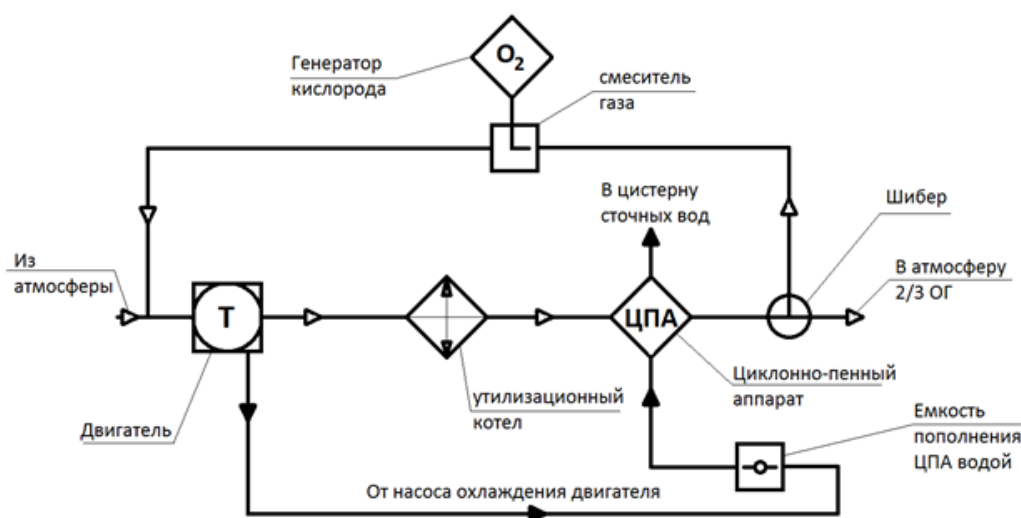 Генератор
кислорода
O2
смеситель
газа
В цистерну
сточных вод
Шибер
Из
атмосферы
В атмосферу
2/3 ОГ
Т
ЦПА
Циклонно-пенный
аппарат
утилизационный
котел
Двигатель
Емкость
пополнения
ЦПА водой
От насоса охлаждения двигателя